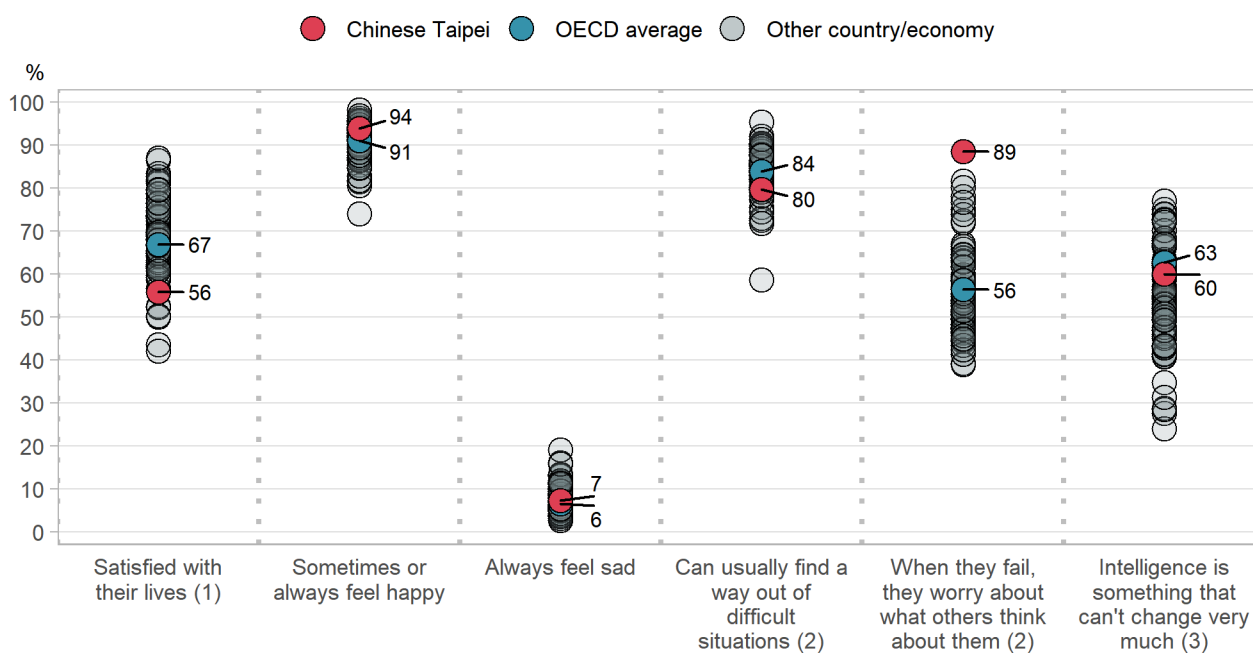 Chinese Taipei OECD average Other country/economy
%
100
90
80
70
60
50
40
30
20
10
0
67
56
94
91
7
6
84
80
89
56
63
60
Satisfied with
their lives (1)
Sometimes or
always feel happy
Always feel sad
Can usually find a
way out of
difficult
situations (2)
When they fail,
they worry about
what others think
about them (2)
Intelligence is
something that
can't change very
much (3)